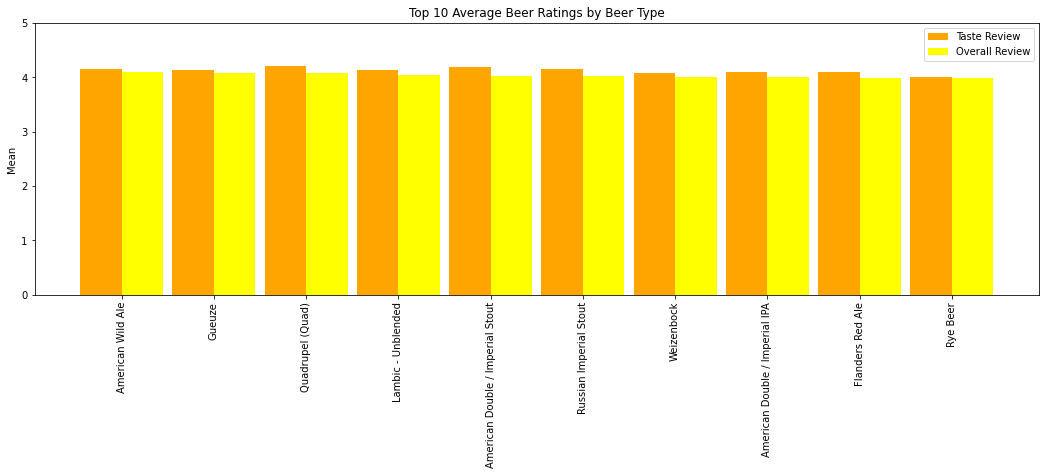 Top 10 Average Beer Ratings by Beer Type
Taste Review
Overall Review
Mean
5
4
3
2
1
0
American Wild Ale
Gueuze
Quadrupel (Quad)
Lambic - Unblended
American Double / Imperial Stout
Russian Imperial Stout
Weizenbock
American Double / Imperial IPA
Flanders Red Ale
Rye Beer